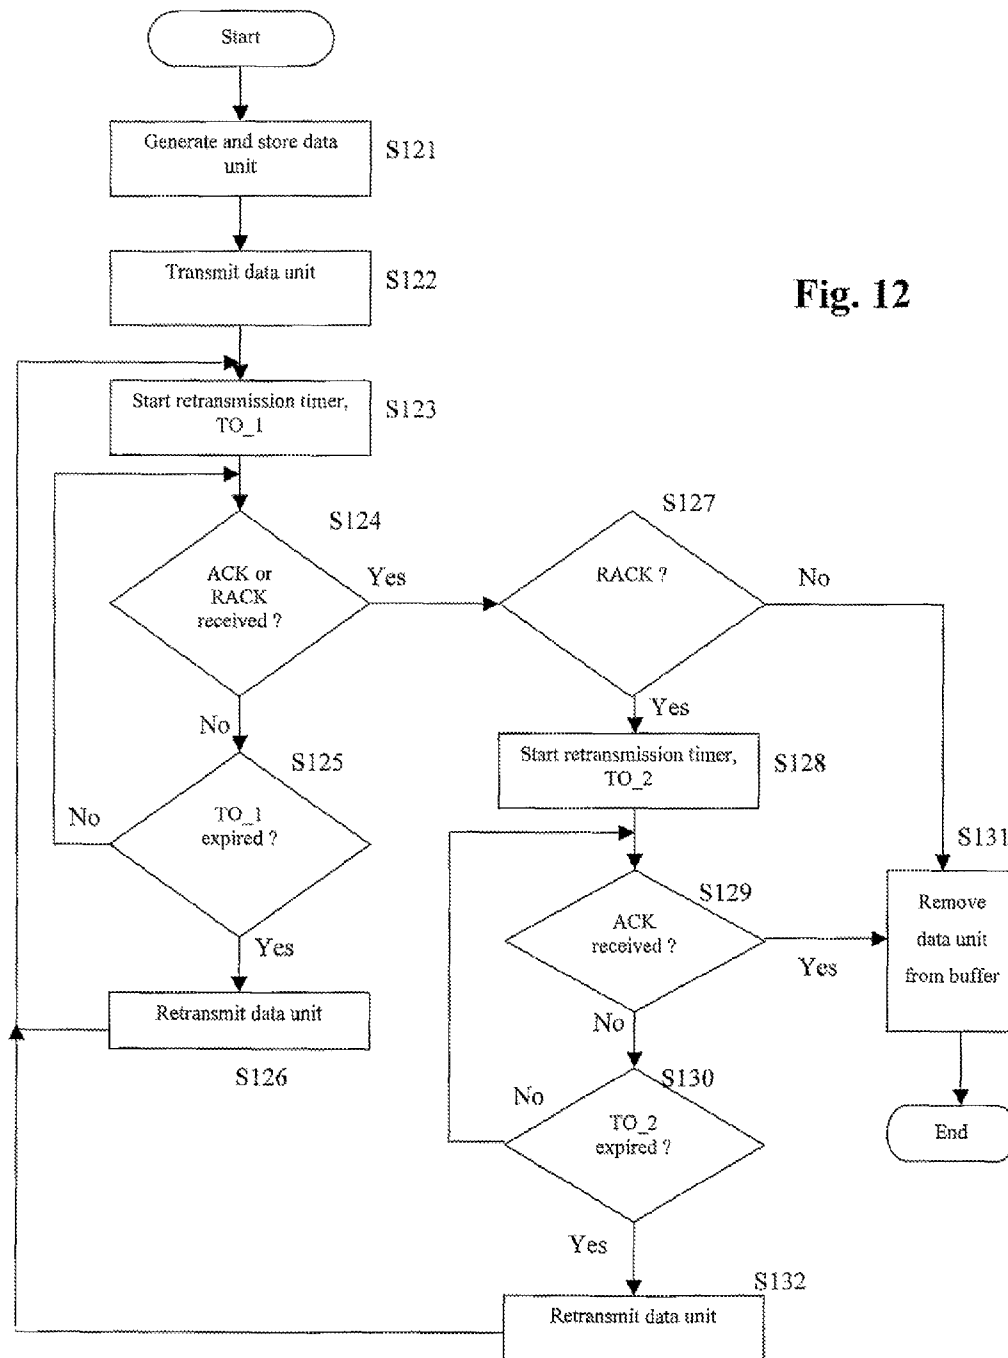 Start
Generate and store data
unit
S121
Transmit data unit
S122
Fig. 12
Start retransmission timer,
TO_1
S123
S124
ACK or
RACK
received ?
Yes
No
S127
RACK ?
No
Yes
S125
TO_1
expired ?
No
Yes
Start retransmission timer,
TO_2
S128
S131
Remove
data unit
from buffer
S129
ACK
received ?
Yes
No
Retransmit data unit
S126
S130
No
TO_2
expired ?
Yes
End
S132
Retransmit data unit